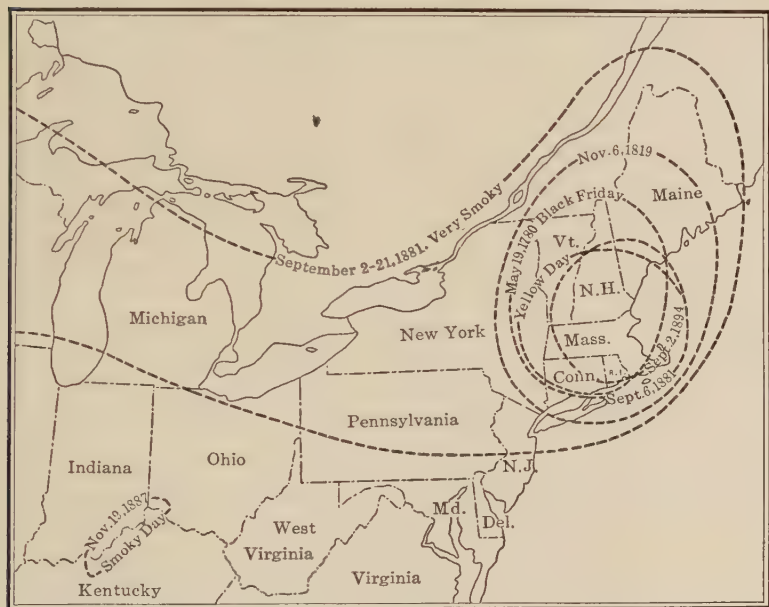 Nov. 6, 1819
Maine
May 19, 1780 Black Friday
Yellow Day
Vt.
September 2-21, 1881. Very Smoky
N.H.
Michigan
New York
Mass.
Sept. 2, 1894
Conn.
R.I.
Sept. 6, 1881
Pennsylvania
Indiana
Ohio
N.J.
Nov. 19, 1887
Smoky Day
Md.
Del.
West
Virginia
Kentucky
Virginia